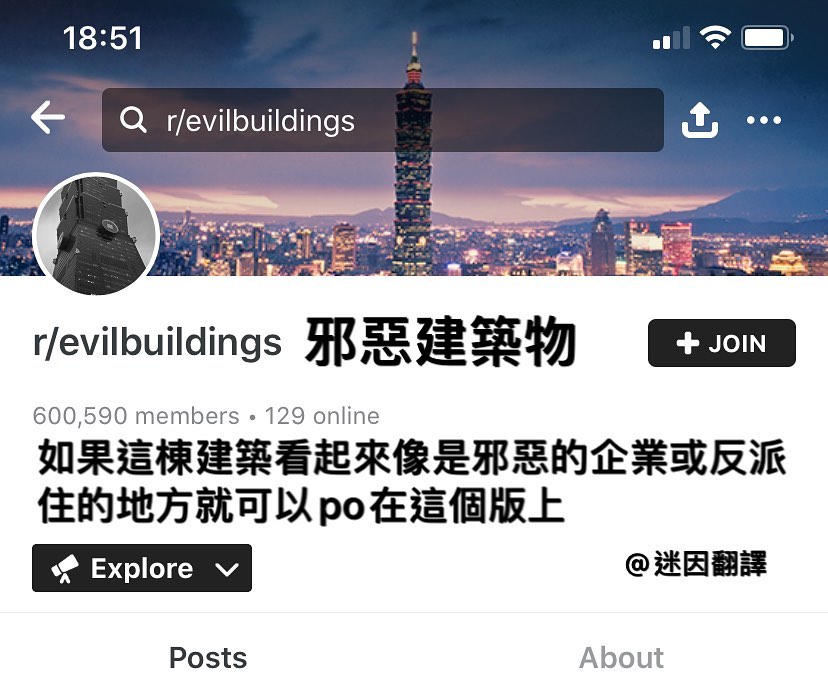 18:51
r/evilbuildings
r/evilbuildings 邪惡建築物
JOIN
600,590 members • 129 online
如果這棟建築看起來像是邪惡的企業或反派
住的地方就可以po在這個版上
Explore
@迷因翻譯
Posts About